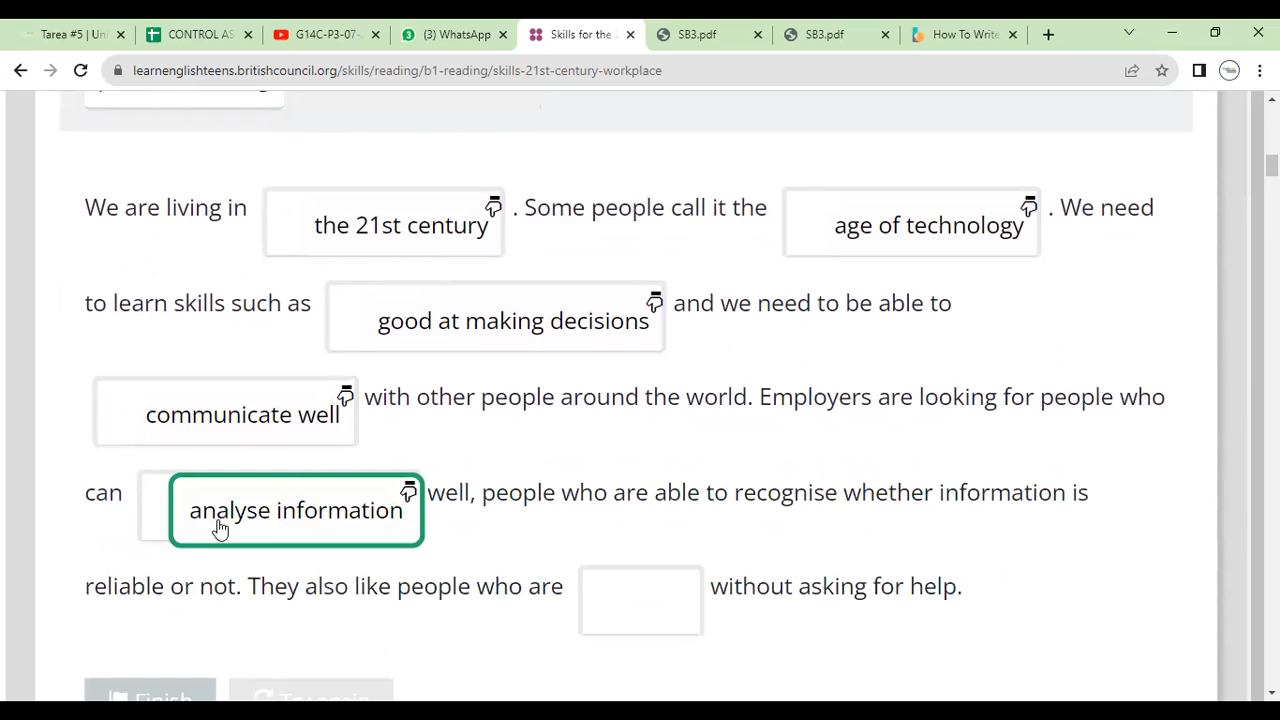 Tarea #5 | Un
CONTROL AS
G14C-P3-07-
(3) WhatsApp
Skills for the
SB3.pdf
SB3.pdf
How To Write
learnenglishteens.britishcouncil.org/skills/reading/b1-reading/skills-21st-century-workplace
We are living in the 21st century . Some people call it the age of technology . We need
to learn skills such as good at making decisions and we need to be able to
communicate well with other people around the world. Employers are looking for people who
can analyse information well, people who are able to recognise whether information is
reliable or not. They also like people who are without asking for help.
Finish Try again